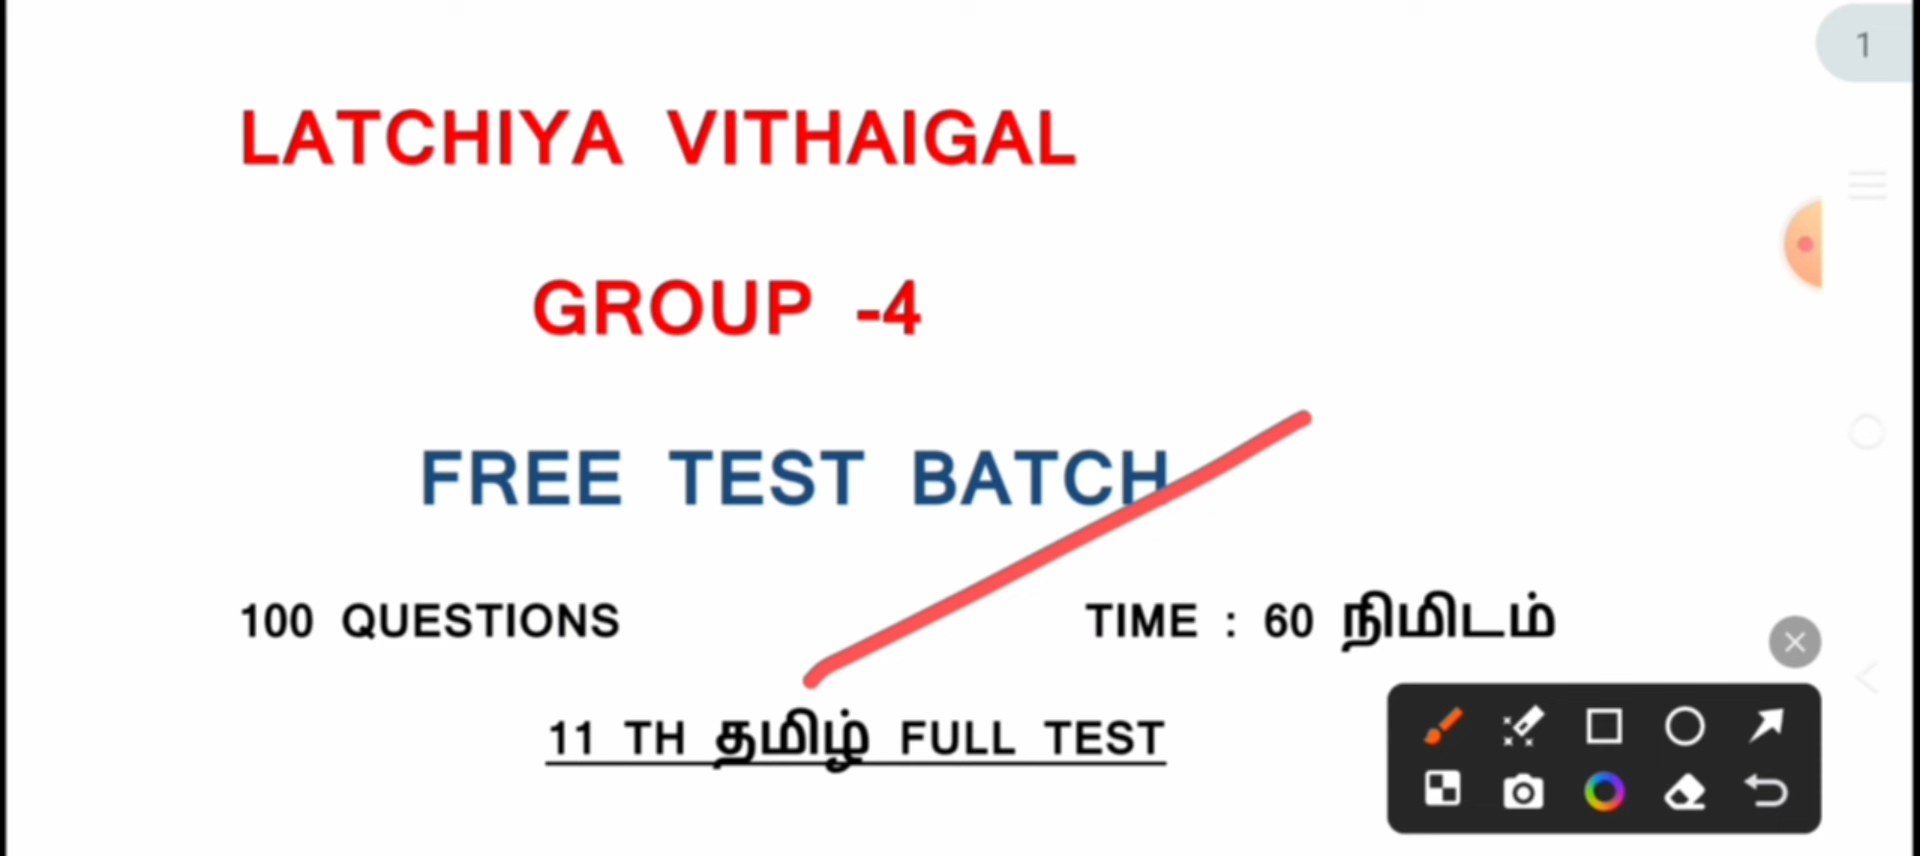 1
LATCHIYA VITHAIGAL
GROUP -4
FREE TEST BATCH
100 QUESTIONS TIME : 60 நிமிடம்
11 TH தமிழ் FULL TEST